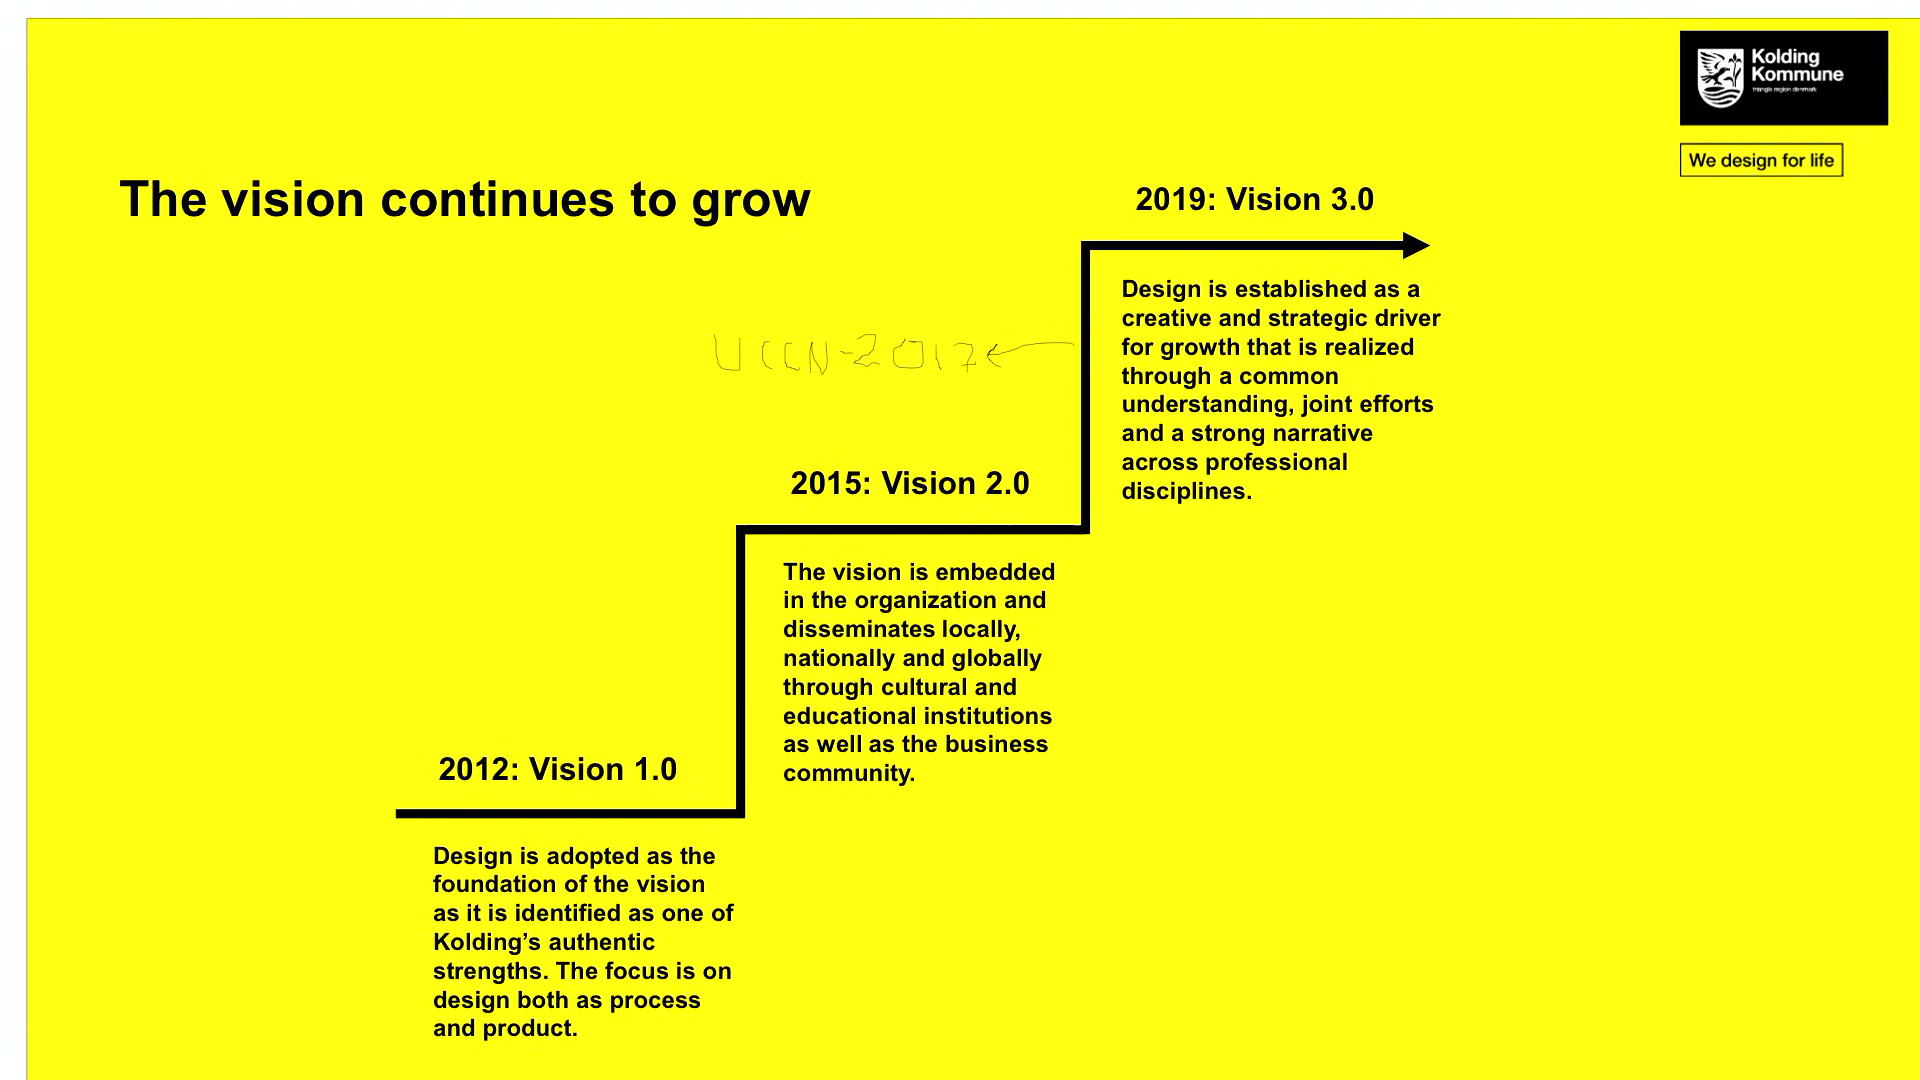 Kolding
Kommune
triangle region denmark
We design for life
The vision continues to grow
2019: Vision 3.0
Design is established as a
creative and strategic driver
for growth that is realized
through a common
understanding, joint efforts
and a strong narrative
across professional
disciplines.
UCCN-2017
2015: Vision 2.0
The vision is embedded
in the organization and
disseminates locally,
nationally and globally
through cultural and
educational institutions
as well as the business
community.
2012: Vision 1.0
Design is adopted as the
foundation of the vision
as it is identified as one of
Kolding’s authentic
strengths. The focus is on
design both as process
and product.